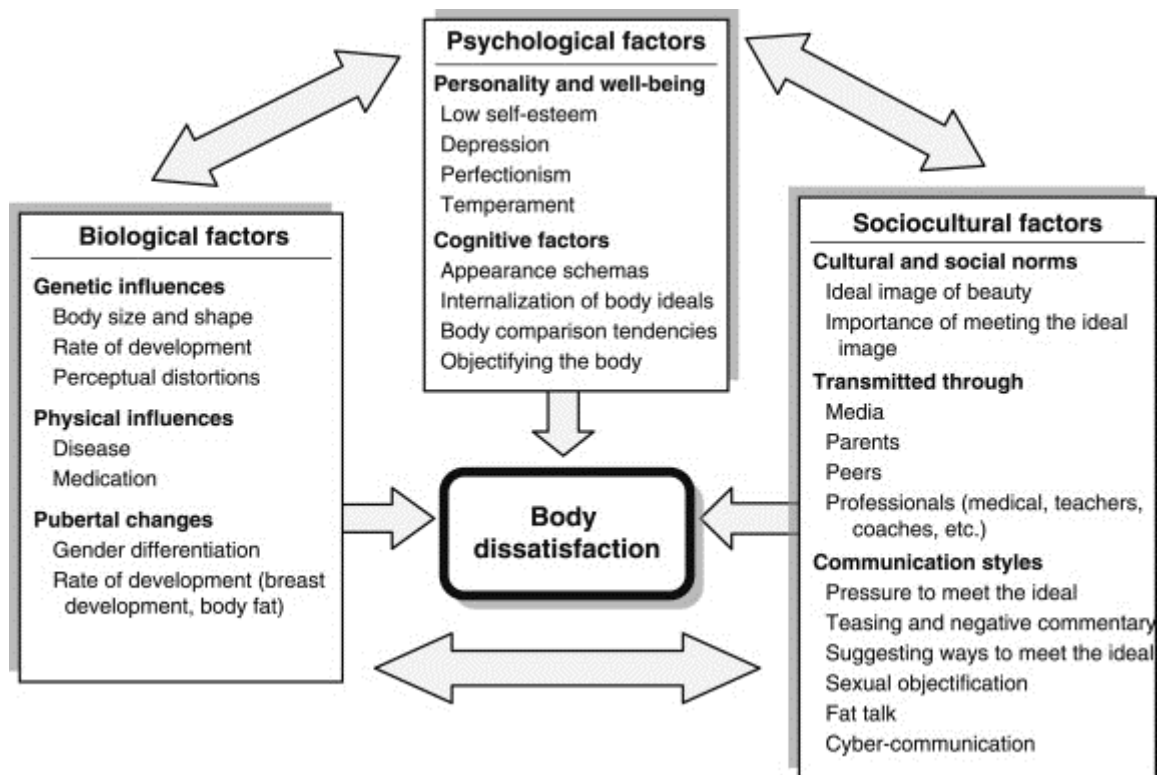 Psychological factors
Personality and well-being
Low self-esteem
Depression
Perfectionism
Temperament
Cognitive factors
Appearance schemas
Internalization of body ideals
Body comparison tendencies
Objectifying the body
Biological factors
Genetic influences
Body size and shape
Rate of development
Perceptual distortions
Physical influences
Disease
Medication
Pubertal changes
Gender differentiation
Rate of development (breast
development, body fat)
Body
dissatisfaction
Sociocultural factors
Cultural and social norms
Ideal image of beauty
Importance of meeting the ideal
image
Transmitted through
Media
Parents
Peers
Professionals (medical, teachers,
coaches, etc.)
Communication styles
Pressure to meet the ideal
Teasing and negative commentary
Suggesting ways to meet the ideal
Sexual objectification
Fat talk
Cyber-communication